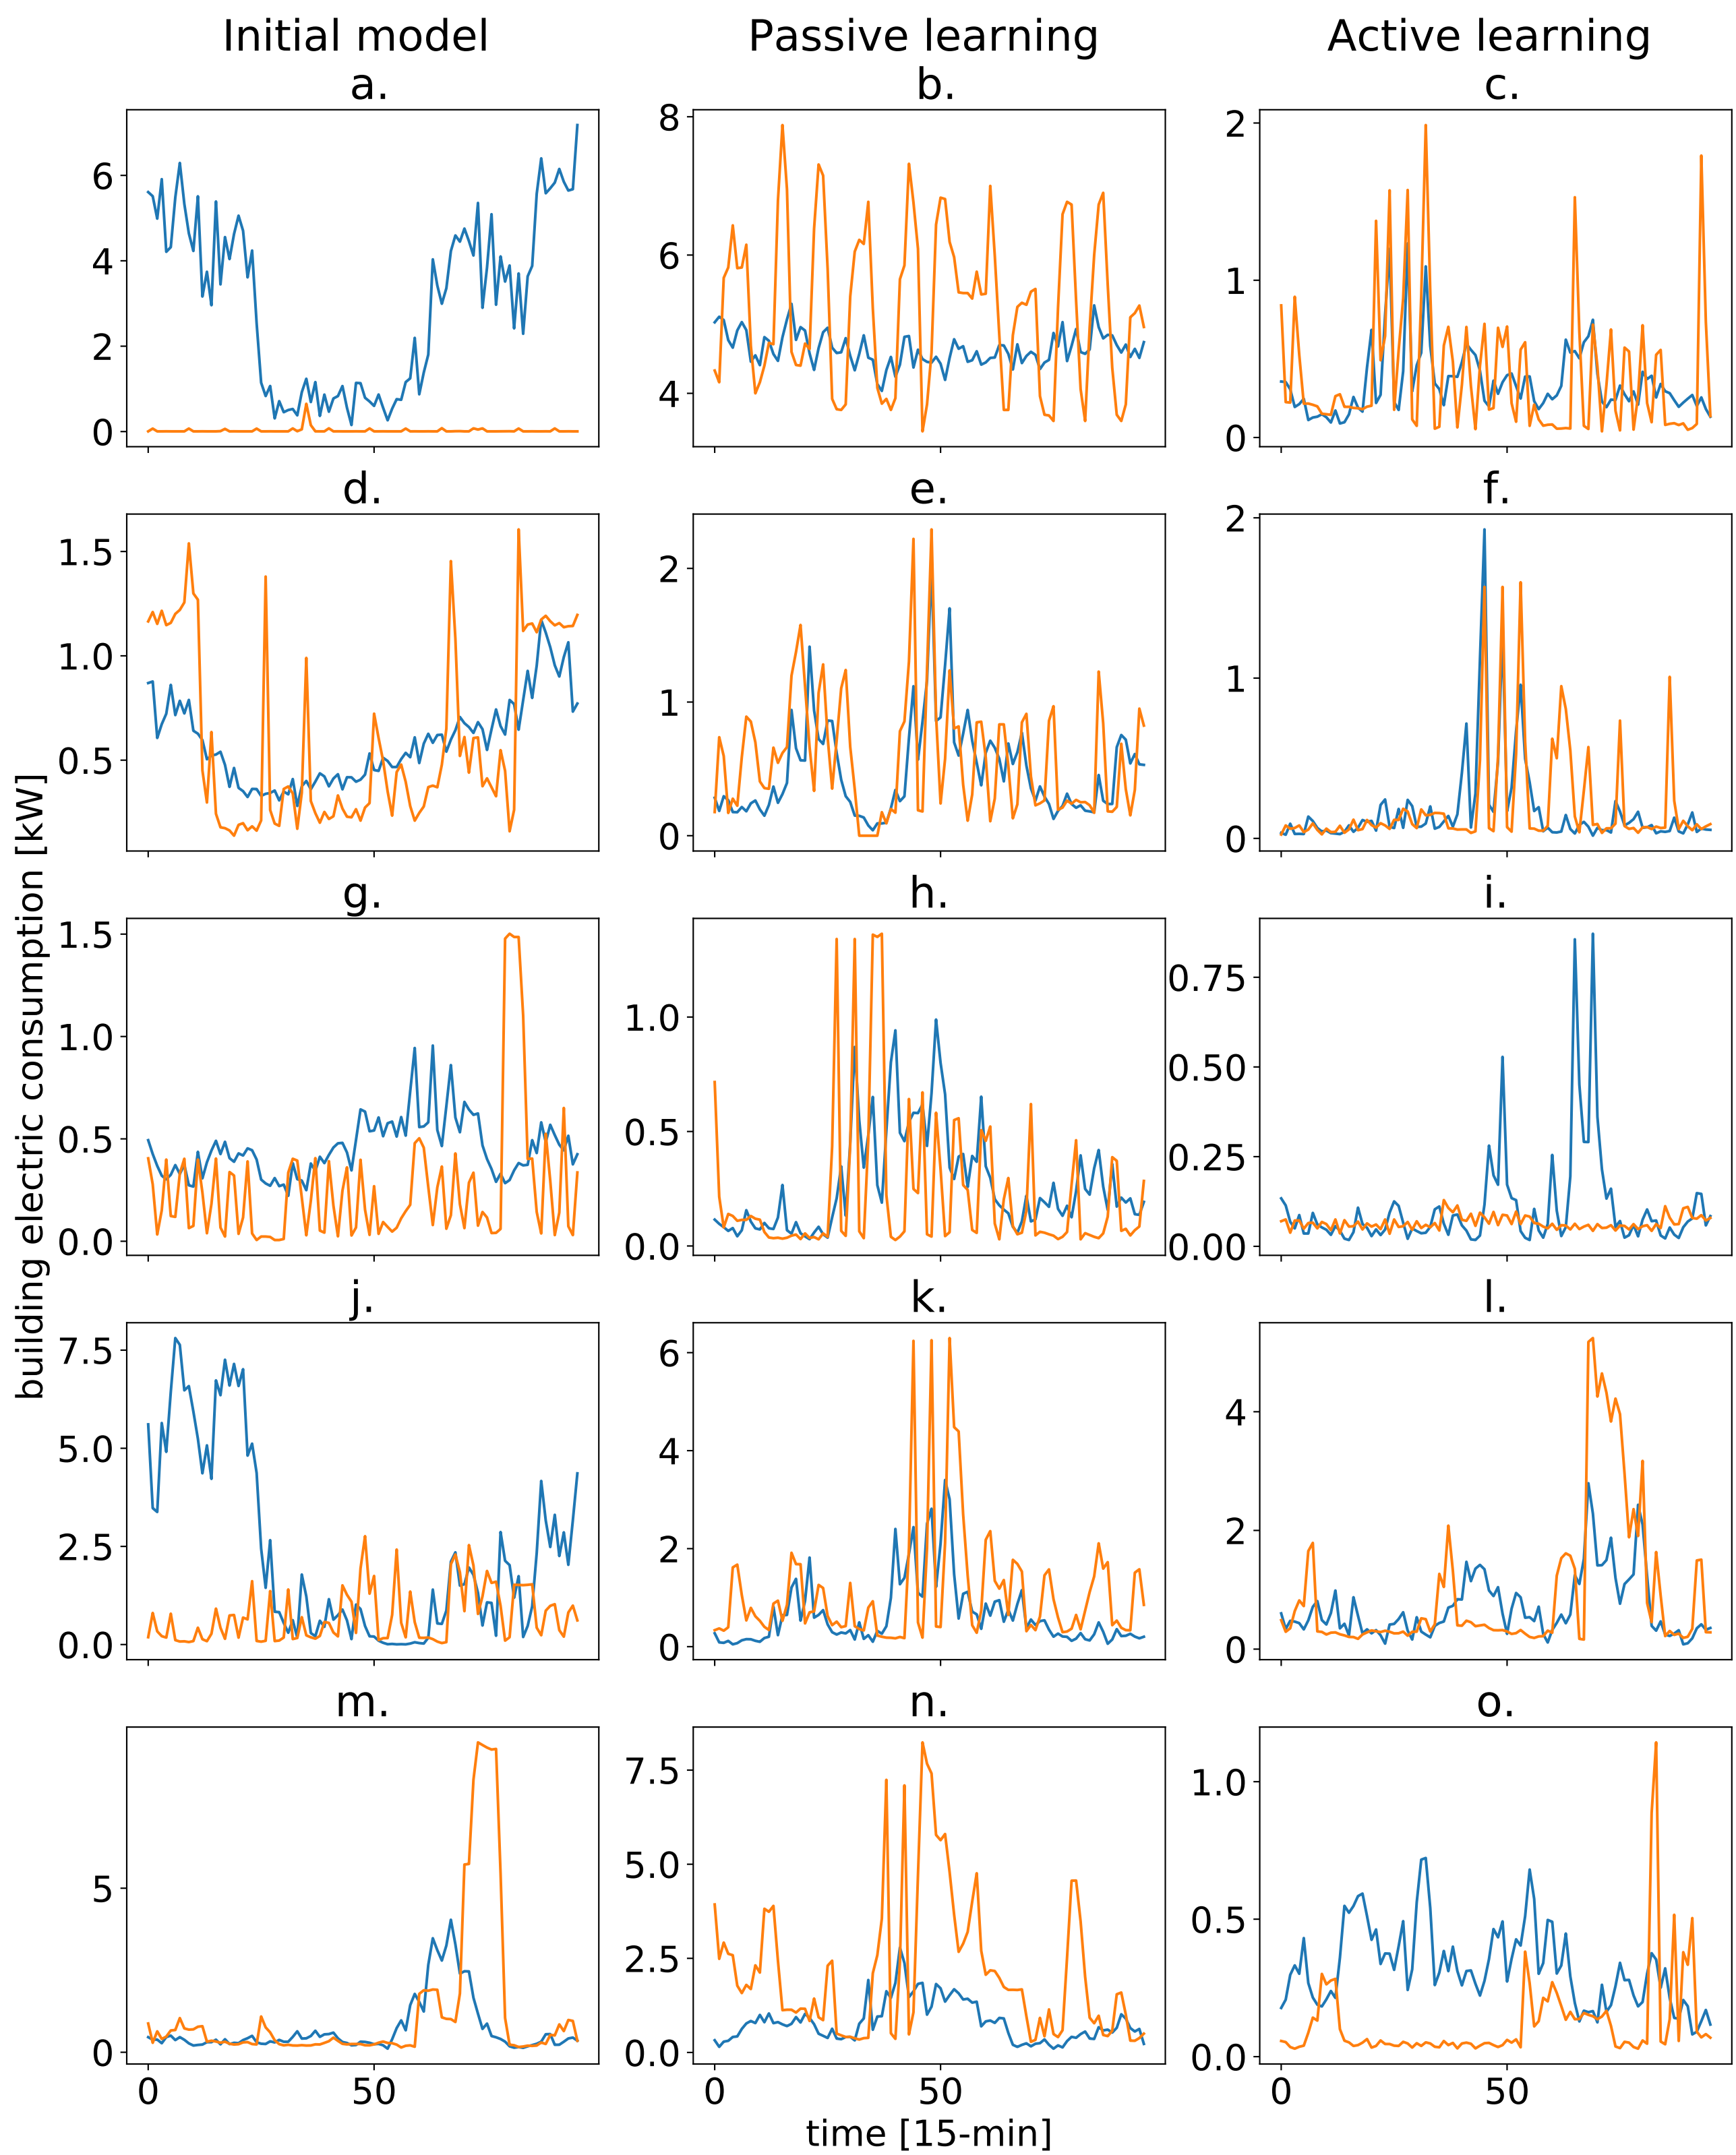 Initial model
Passive learning
Active learning
a.
b.
c.
6
4
2
0
8
6
4
2
1
0
d.
e.
f.
1.5
1.0
0.5
2
1
0
2
1
0
g.
h.
i.
1.5
1.0
0.5
0.0
1.0
0.5
0.0
0.75
0.50
0.25
0.00
j.
k.
l.
7.5
5.0
2.5
0.0
6
4
2
0
4
2
0
m.
n.
o.
5
0
7.5
5.0
2.5
0.0
1.0
0.5
0.0
0 50
0 50
0 50
time [15-min]
building electric consumption [kW]